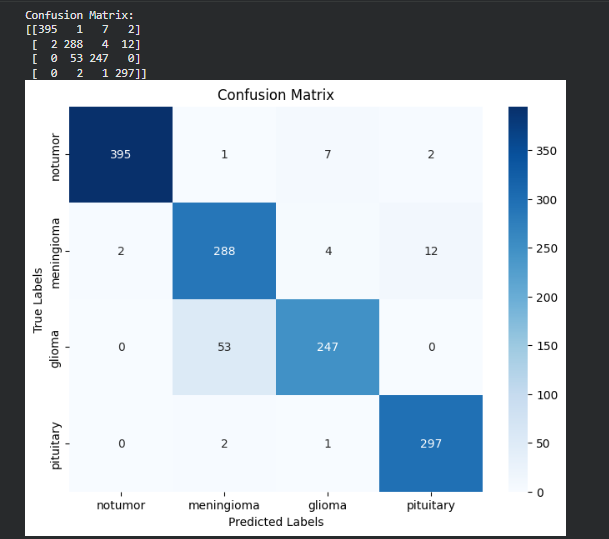 Confusion Matrix:
[[395   1   7   2]
 [  2 288   4  12]
 [  0  53 247   0]
 [  0   2   1 297]]
Confusion Matrix
notumor 395 1 7 2
meningioma 2 288 4 12
glioma 0 53 247 0
pituitary 0 2 1 297
notumor meningioma glioma pituitary
Predicted Labels
True Labels
350
300
250
200
150
100
50
0